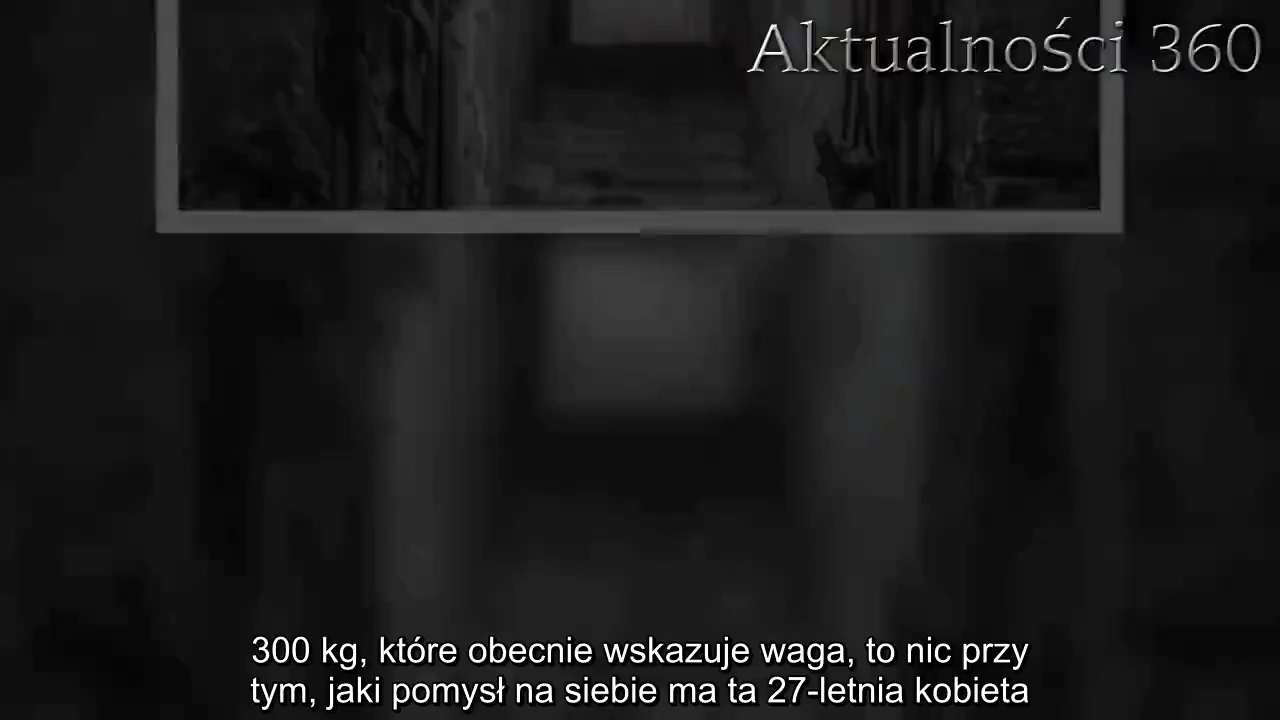 Aktualności 360
300 kg, które obecnie wskazuje waga, to nic przy
tym, jaki pomysł na siebie ma ta 27-letnia kobieta